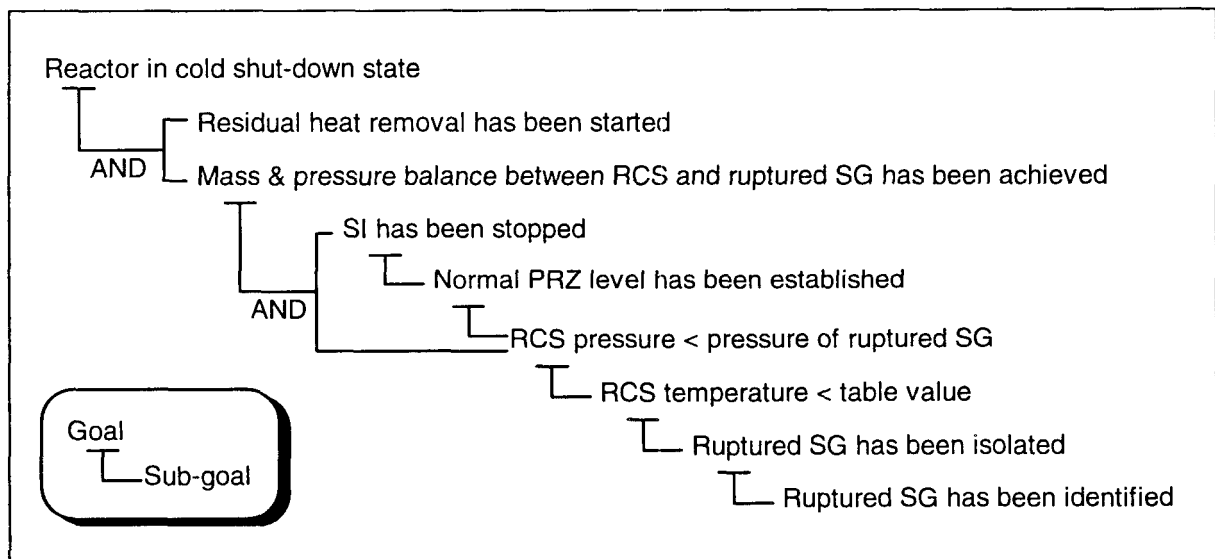 Reactor in cold shut-down state
Residual heat removal has been started
AND
Mass & pressure balance between RCS and ruptured SG has been achieved
SI has been stopped
Normal PRZ level has been established
AND
RCS pressure < pressure of ruptured SG
RCS temperature < table value
Ruptured SG has been isolated
Ruptured SG has been identified
Goal
Sub-goal